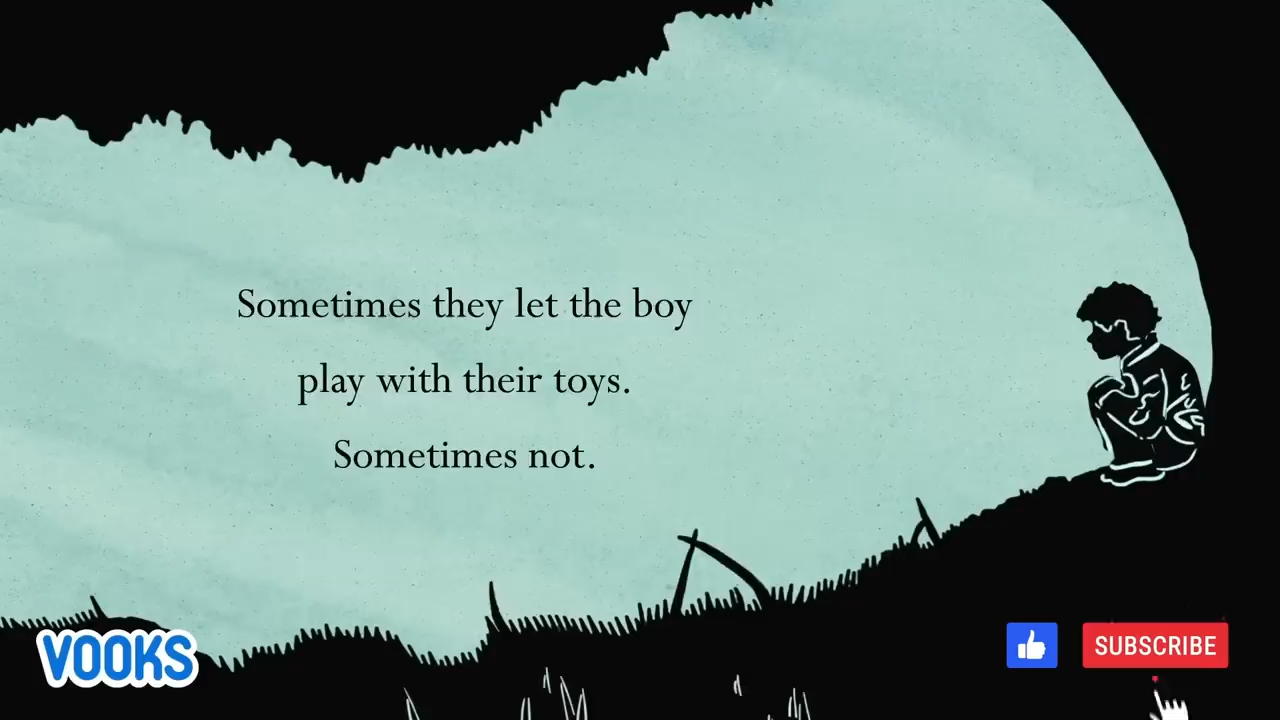 Sometimes they let the boy
play with their toys.
Sometimes not.
VOOKS
SUBSCRIBE